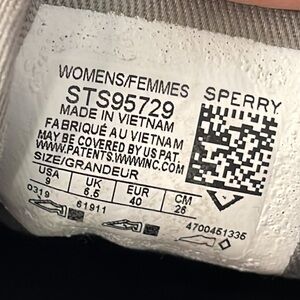 WOMENS/FEMMES
STS95729
SPERRY
MADE IN VIETNAM
FABRIQUÉ AU VIETNAM
MAY BE COVERED BY US PAT.
WWW.PATENTS.WWWINC.COM
SIZE/GRANDEUR
USA UK EUR CM
9 6.5 40 26
0319 61911 4700451335